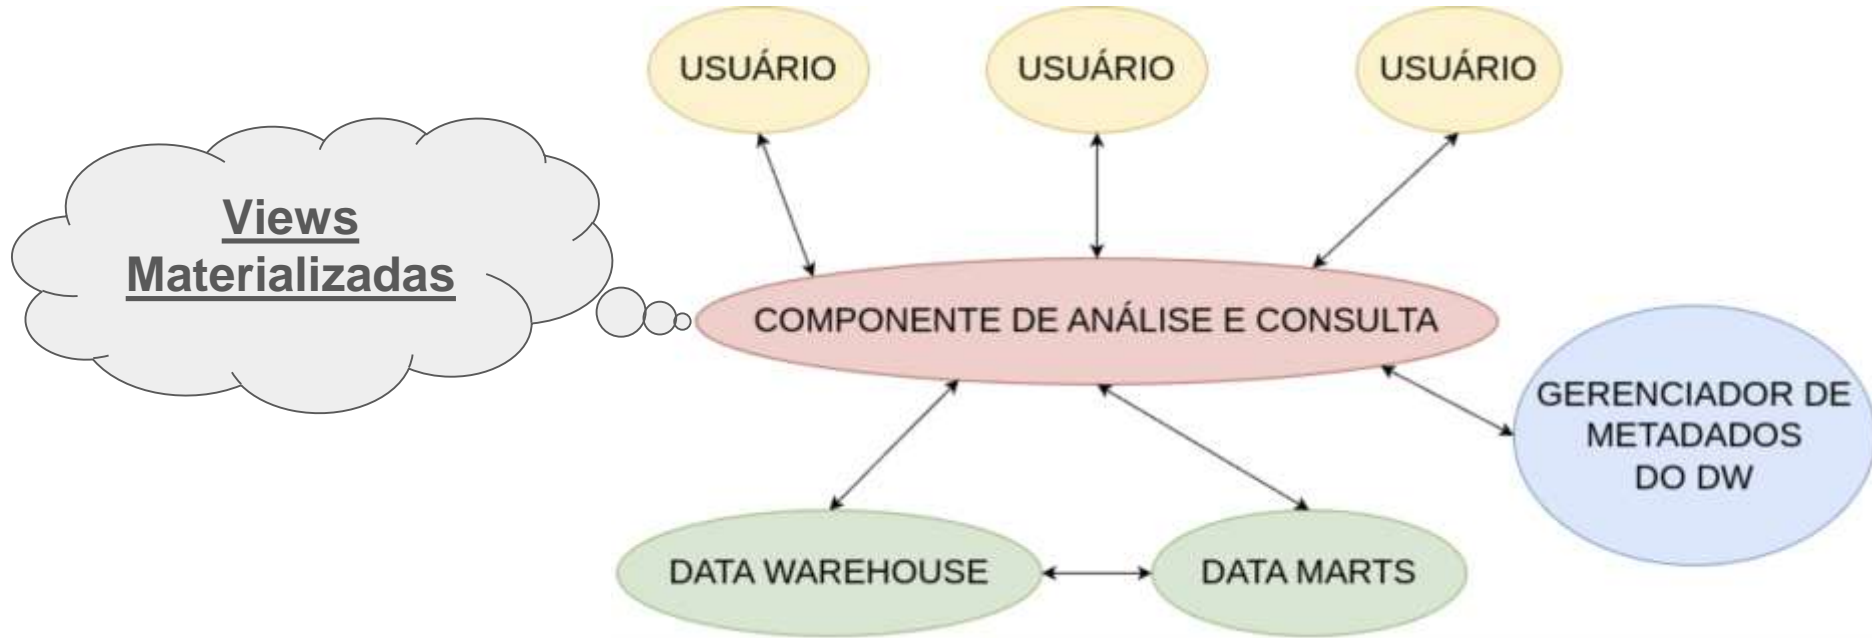 USUÁRIO
USUÁRIO
USUÁRIO
Views
Materializadas
COMPONENTE DE ANÁLISE E CONSULTA
GERENCIADOR DE
METADADOS
DO DW
DATA WAREHOUSE
DATA MARTS